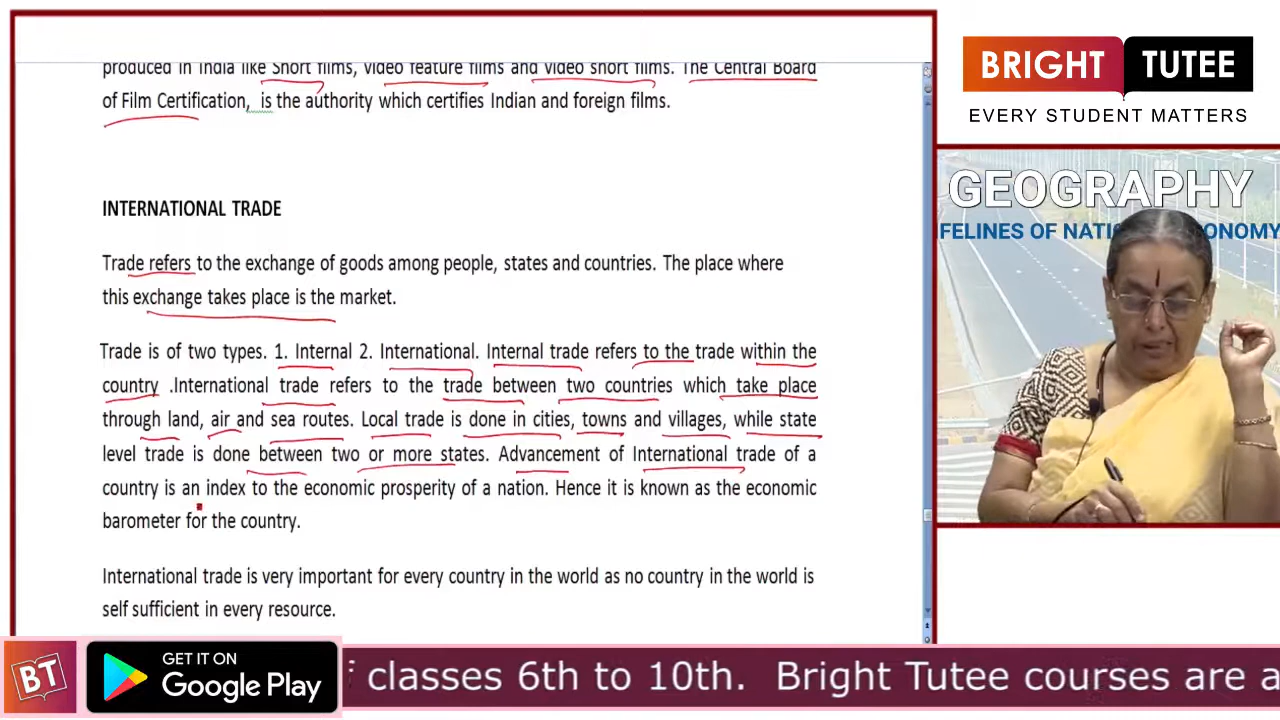 produced in India like Short films, video feature films and video short films. The Central Board
of Film Certification, is the authority which certifies Indian and foreign films.
INTERNATIONAL TRADE
Trade refers to the exchange of goods among people, states and countries. The place where
this exchange takes place is the market.
Trade is of two types. 1. Internal 2. International. Internal trade refers to the trade within the
country .International trade refers to the trade between two countries which take place
through land, air and sea routes. Local trade is done in cities, towns and villages, while state
level trade is done between two or more states. Advancement of International trade of a
country is an index to the economic prosperity of a nation. Hence it is known as the economic
barometer for the country.
International trade is very important for every country in the world as no country in the world is
self sufficient in every resource.
BRIGHT TUTEE
EVERY STUDENT MATTERS
GEOGRAPHY
FELINES OF NATI ONOMY
BT
GET IT ON
Google Play
classes 6th to 10th. Bright Tutee courses are a